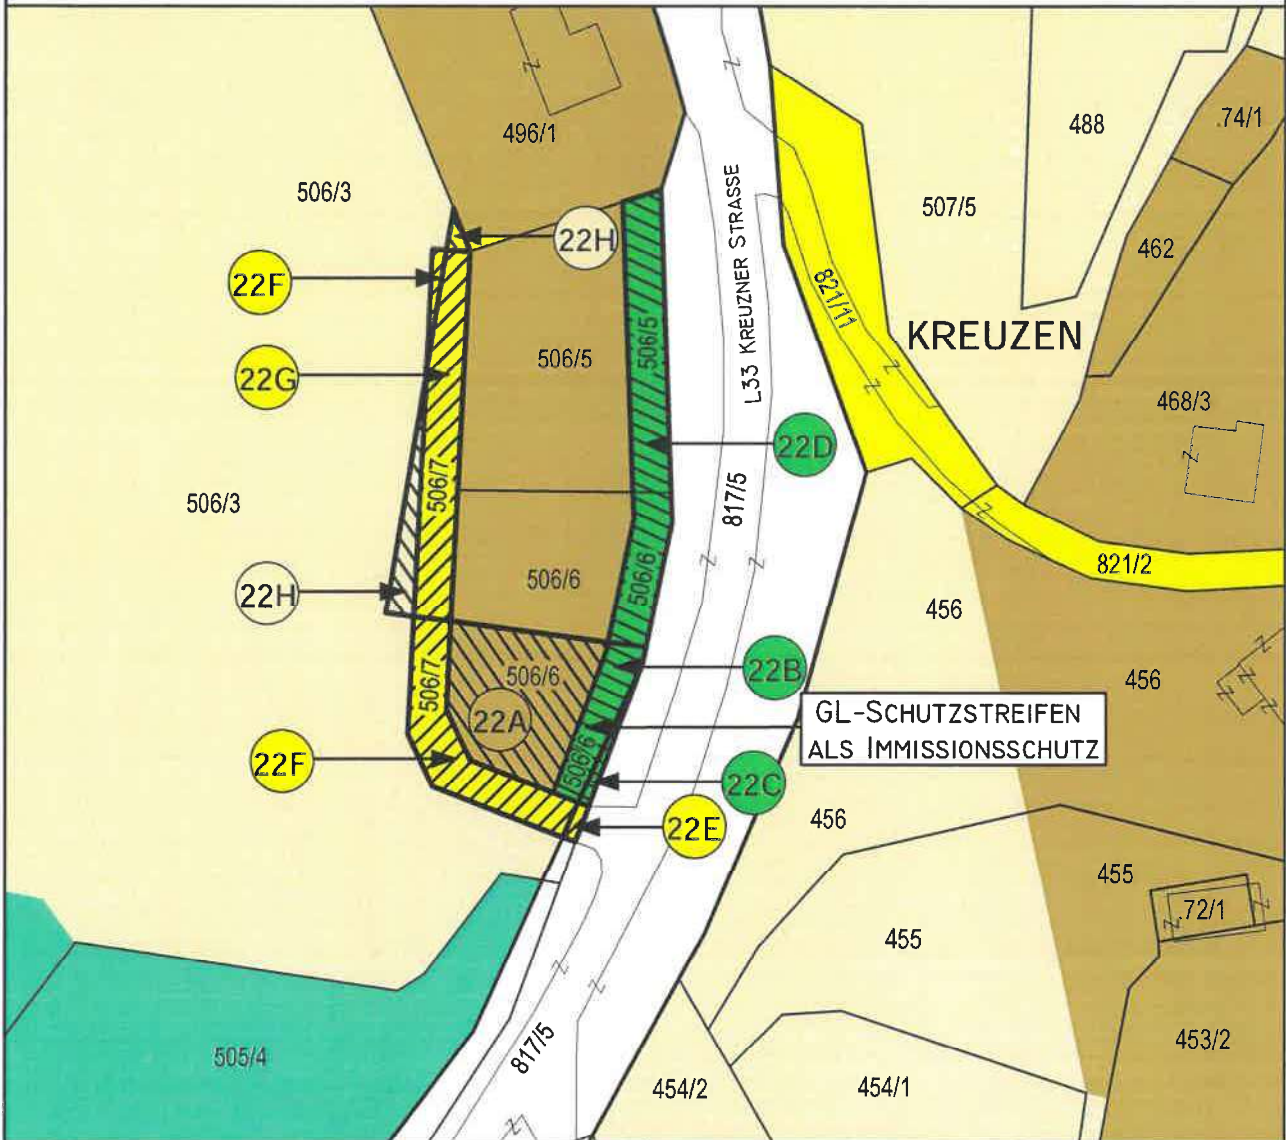 488
.74/1
496/1
506/3
507/5
22H
462
22F
L33 KREUZNER STRASSE
821/11
KREUZEN
506/5
506/5
22G
468/3
22D
506/7
506/3
817/5
821/2
506/6
506/6
22H
456
506/6
22B
456
506/7
22A
GL-SCHUTZSTREIFEN
ALS IMMISSIONSSCHUTZ
22F
506/6
22C
22E
456
455
.72/1
455
817/5
505/4
453/2
454/2
454/1